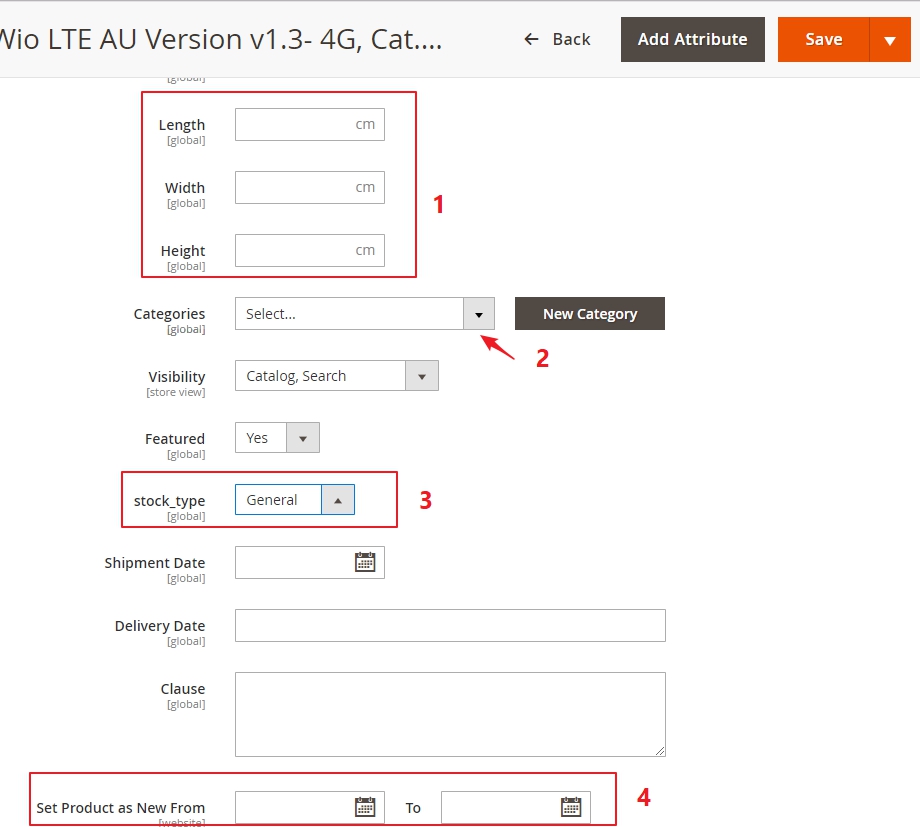 Wio LTE AU Version v1.3- 4G, Cat.... ← Back Add Attribute Save
[global]
Length cm
[global]
Width cm
[global]
1
Height cm
[global]
Categories Select... New Category
[global]
2
Visibility Catalog, Search
[store view]
Featured Yes
[global]
stock_type General 3
[global]
Shipment Date
[global]
Delivery Date
[global]
Clause
[global]
Set Product as New From To 4
[website]